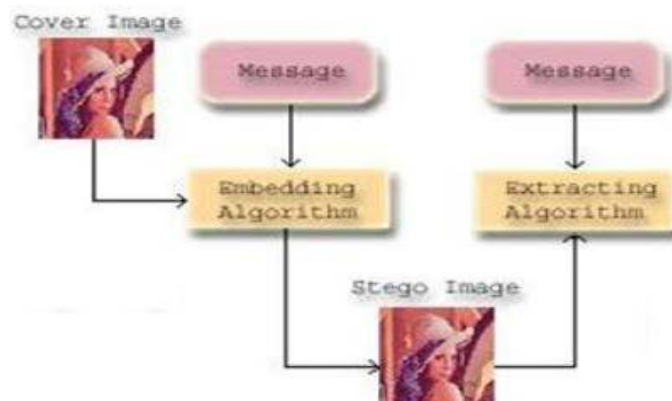 Cover Image
Message
Message
Embedding
Algorithm
Extracting
Algorithm
Stego Image